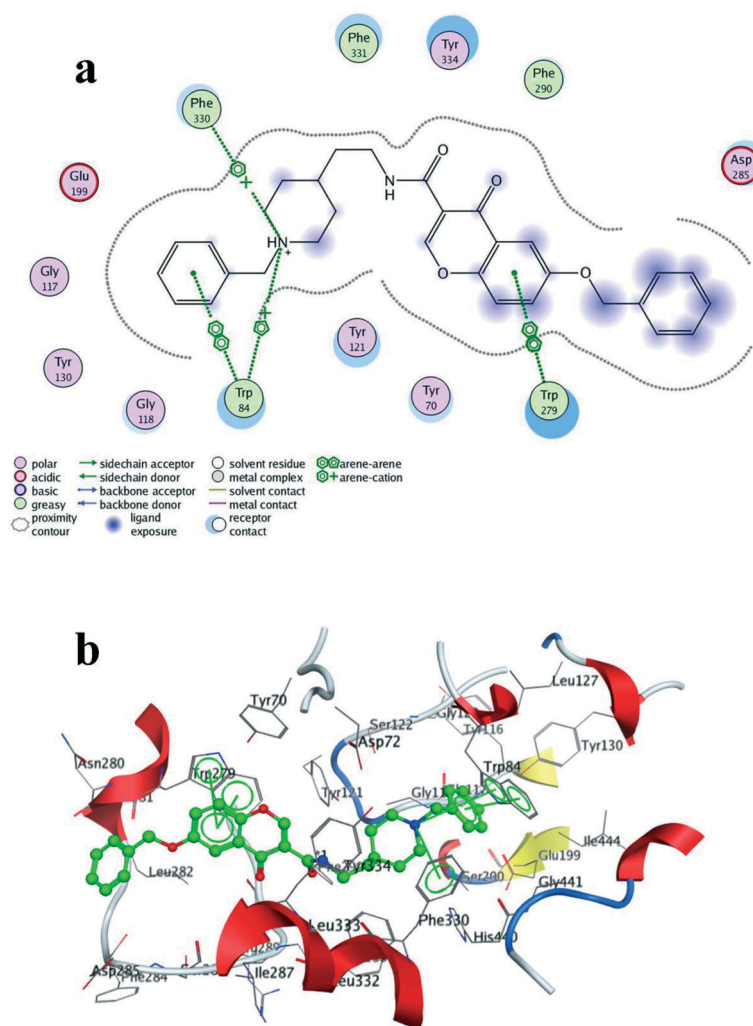 a
Phe
331
Tyr
334
Phe
290
Phe
330
Asp
285
Glu
199
O
O
NH
HN
+
O
O
Gly
117
Tyr
130
Gly
118
Trp
84
Tyr
121
Tyr
70
Trp
279
polar
acidic
basic
greasy
proximity
contour
sidechain acceptor
sidechain donor
backbone acceptor
backbone donor
ligand
exposure
solvent residue
metal complex
solvent contact
metal contact
receptor
contact
arene-arene
arene-cation
b
Leu127
Tyr70
Ser122
Asp72
Tyr116
Tyr130
Asn280
Trp279
Trp84
Tyr121
Leu282
Tyr334
Ile444
Glu199
Ser200
Gly441
Leu333
Phe330
His440
Asp285
Phe284
Ile287
Leu332